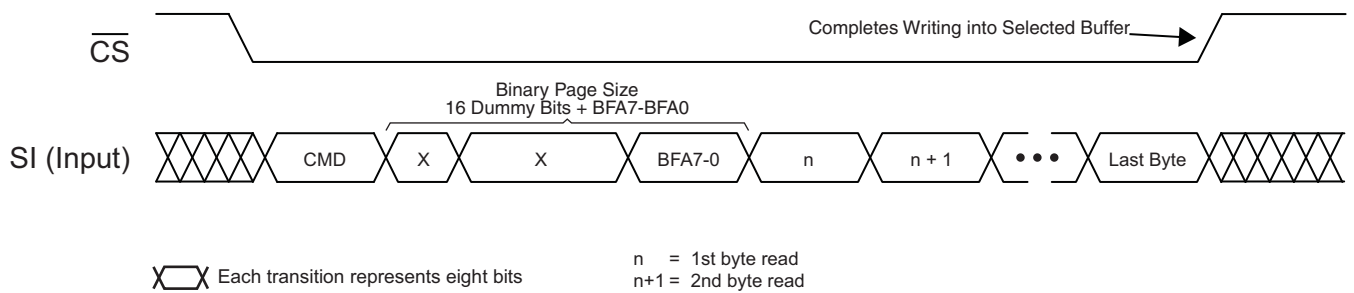 Completes Writing into Selected Buffer
CS
Binary Page Size
16 Dummy Bits + BFA7-BFA0
SI (Input)
CMD
X
X
BFA7-0
n
n + 1
•••
Last Byte
Each transition represents eight bits
n = 1st byte read
n+1 = 2nd byte read